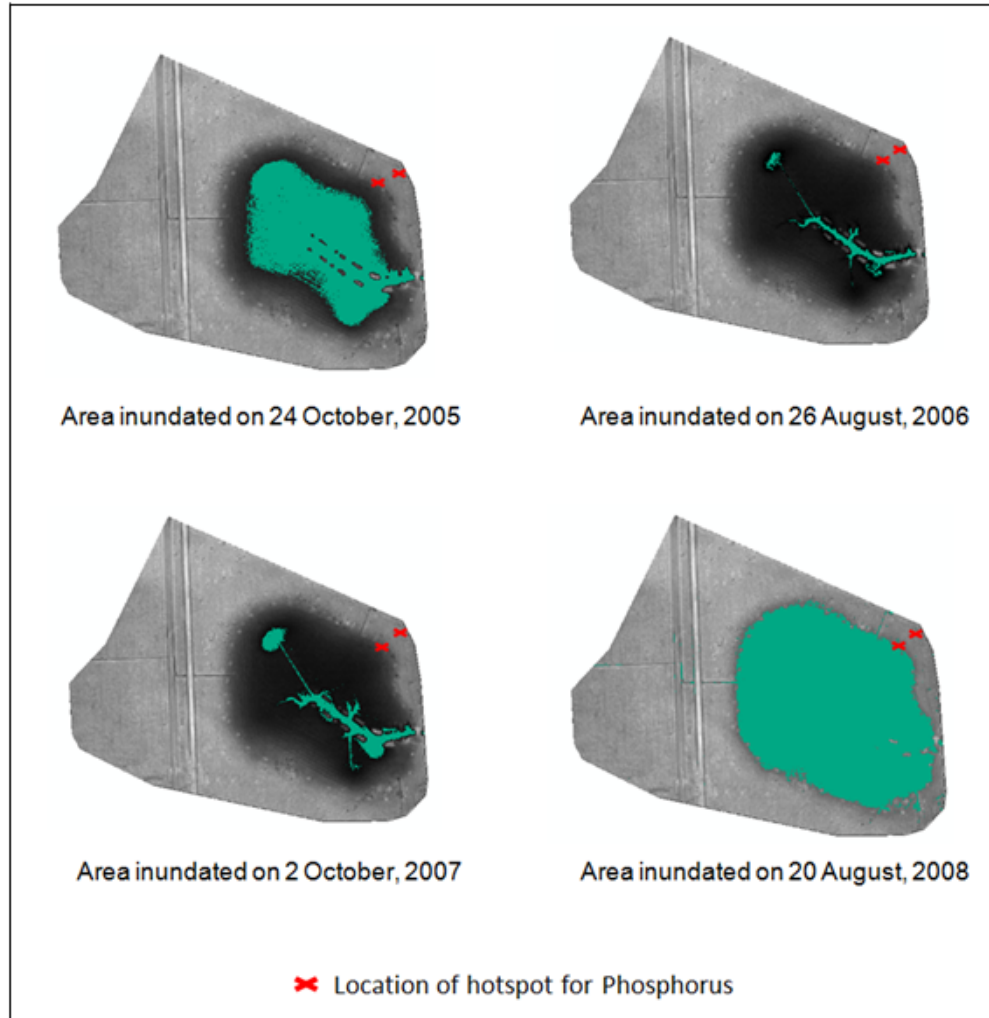 Area inundated on 24 October, 2005
Area inundated on 26 August, 2006
Area inundated on 2 October, 2007
Area inundated on 20 August, 2008
Location of hotspot for Phosphorus